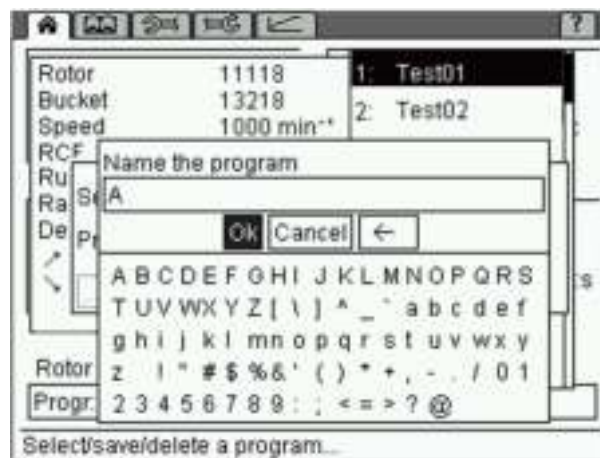 ?
Rotor 11118
Bucket 13218
Speed 1000 min⁻¹
RCF
1: Test01
2: Test02
Name the program
A
Ok Cancel ←
A B C D E F G H I J K L M N O P Q R S
T U V W X Y Z [ \ ] ^ _ ` a b c d e f
g h i j k l m n o p q r s t u v w x y
z ! " # $ % & ' ( ) * + , - . / 0 1
2 3 4 5 6 7 8 9 : ; < = > ? @
Rotor
Progr.
Select/save/delete a program...